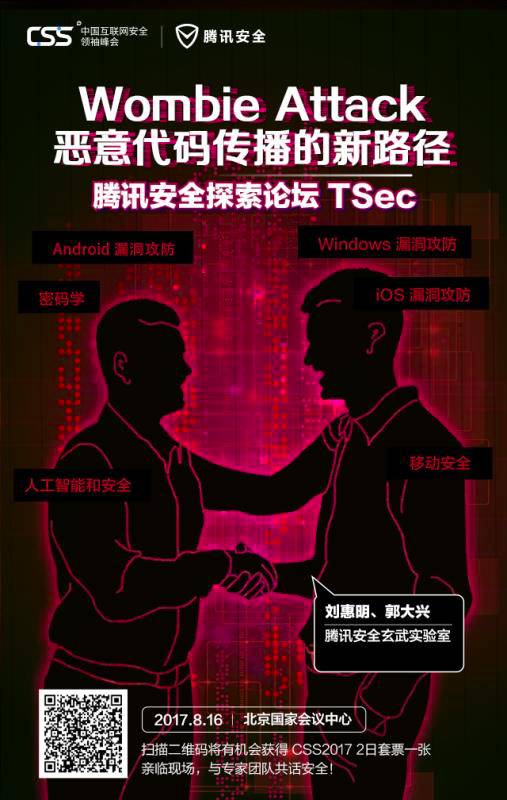 CSS
中国互联网安全
领袖峰会
腾讯安全
Wombie Attack
恶意代码传播的新路径
腾讯安全探索论坛 TSec
Android 漏洞攻防
Windows 漏洞攻防
密码学
iOS 漏洞攻防
移动安全
人工智能和安全
刘惠明、郭大兴
腾讯安全玄武实验室
2017.8.16 | 北京国家会议中心
扫描二维码将有机会获得 CSS2017 2日套票一张
亲临现场，与专家团队共话安全！